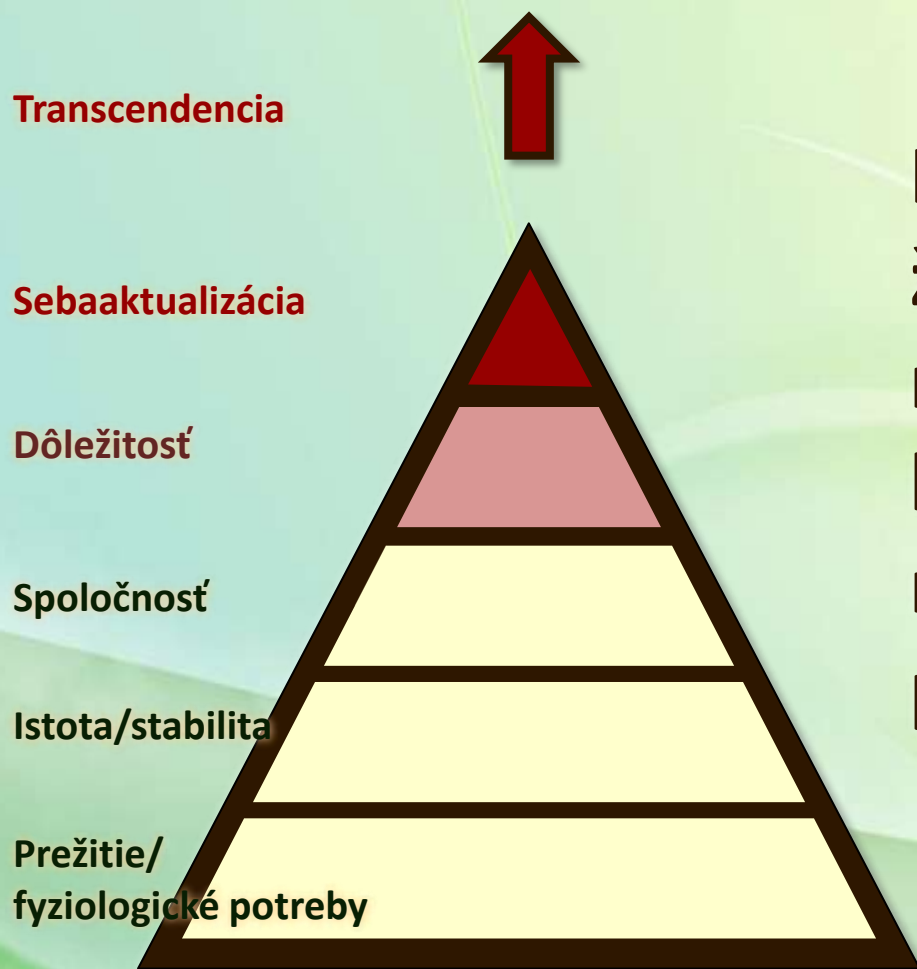 Transcendencia
Sebaaktualizácia
Dôležitosť
Spoločnosť
Istota/stabilita
Prežitie/
fyziologické potreby